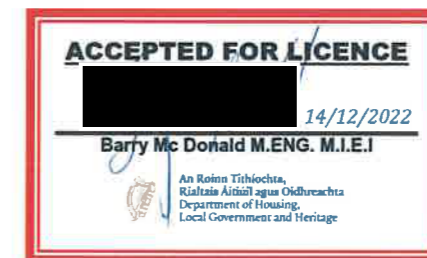 ACCEPTED FOR LICENCE
14/12/2022
Barry Mc Donald M.ENG. M.I.E.I
An Roinn Tithíochta,
Rialtais Áitiúil agus Oidhreachta
Department of Housing,
Local Government and Heritage